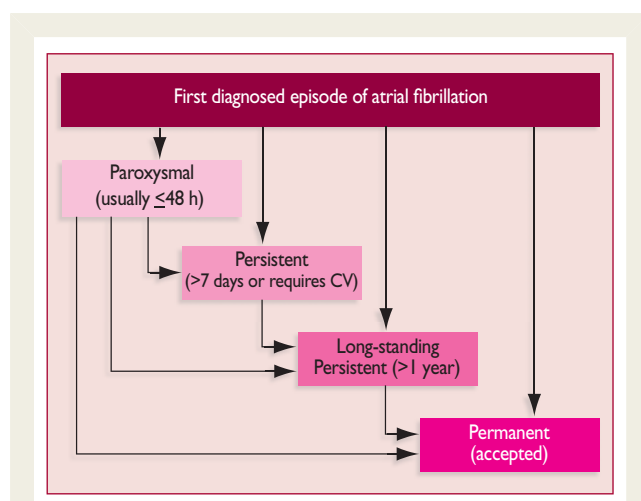 First diagnosed episode of atrial fibrillation
Paroxysmal
(usually ≤48 h)
Persistent
(>7 days or requires CV)
Long-standing
Persistent (>1 year)
Permanent
(accepted)